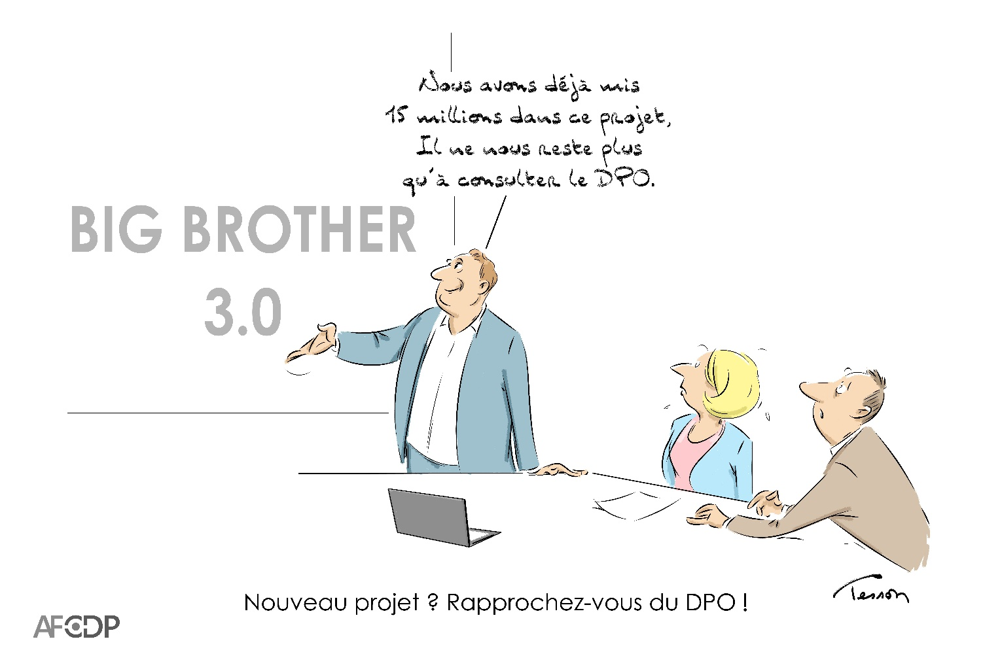 Nous avons déjà mis
15 millions dans ce projet,
Il ne nous reste plus
qu'à consulter le DPO.
BIG BROTHER
3.0
Tesson
Nouveau projet ? Rapprochez-vous du DPO !
AFCDP